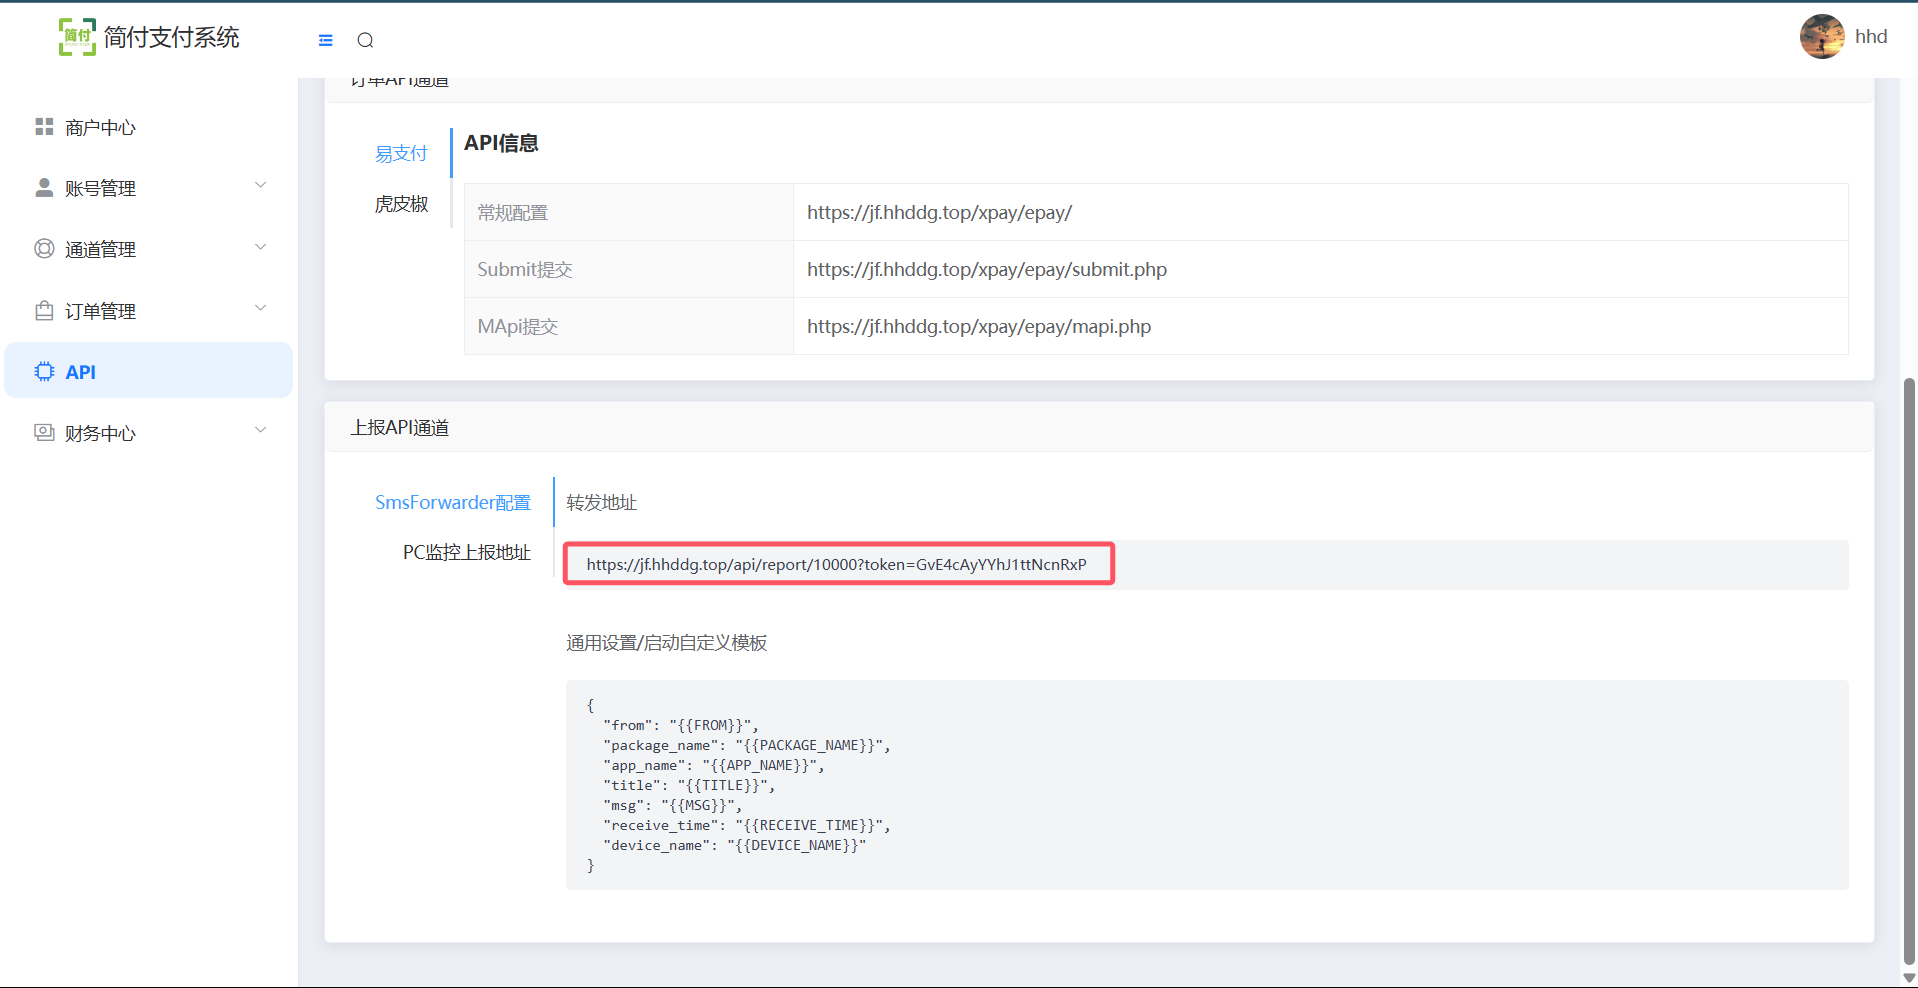 简付
简付支付系统
hhd
商户中心
账号管理
通道管理
订单管理
API
财务中心
订单API通道
易支付
虎皮椒
API信息
常规配置
https://jf.hhddg.top/xpay/epay/
Submit提交
https://jf.hhddg.top/xpay/epay/submit.php
MApi提交
https://jf.hhddg.top/xpay/epay/mapi.php
上报API通道
SmsForwarder配置
PC监控上报地址
转发地址
https://jf.hhddg.top/api/report/10000?token=GvE4cAyYYhJ1ttNcnRxP
通用设置/启动自定义模板
{
"from": "{{FROM}}",
"package_name": "{{PACKAGE_NAME}}",
"app_name": "{{APP_NAME}}",
"title": "{{TITLE}}",
"msg": "{{MSG}}",
"receive_time": "{{RECEIVE_TIME}}",
"device_name": "{{DEVICE_NAME}}"
}